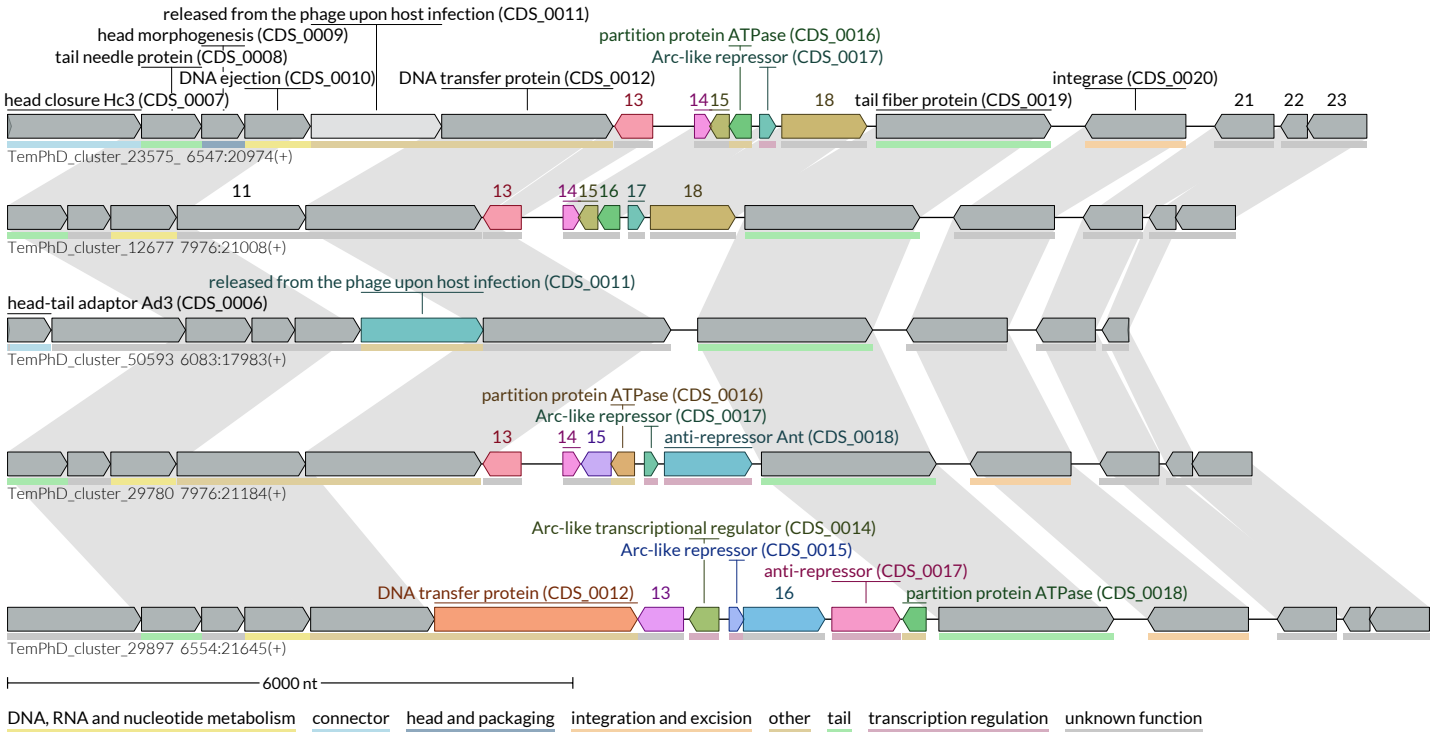 released from the phage upon host infection (CDS_0011)
head morphogenesis (CDS_0009)
partition protein ATPase (CDS_0016)
tail needle protein (CDS_0008)
Arc-like repressor (CDS_0017)
DNA ejection (CDS_0010)
DNA transfer protein (CDS_0012)
integrase (CDS_0020)
head closure Hc3 (CDS_0007)
13
14 15
18
tail fiber protein (CDS_0019)
21
22
23
TemPhD_cluster_23575_ 6547:20974(+)
11
13
14 15 16
17
18
TemPhD_cluster_12677 7976:21008(+)
released from the phage upon host infection (CDS_0011)
head-tail adaptor Ad3 (CDS_0006)
TemPhD_cluster_50593 6083:17983(+)
partition protein ATPase (CDS_0016)
Arc-like repressor (CDS_0017)
13
14
15
anti-repressor Ant (CDS_0018)
TemPhD_cluster_29780 7976:21184(+)
Arc-like transcriptional regulator (CDS_0014)
Arc-like repressor (CDS_0015)
anti-repressor (CDS_0017)
DNA transfer protein (CDS_0012)
13
16
partition protein ATPase (CDS_0018)
TemPhD_cluster_29897 6554:21645(+)
6000 nt
DNA, RNA and nucleotide metabolism
connector
head and packaging
integration and excision
other
tail
transcription regulation
unknown function